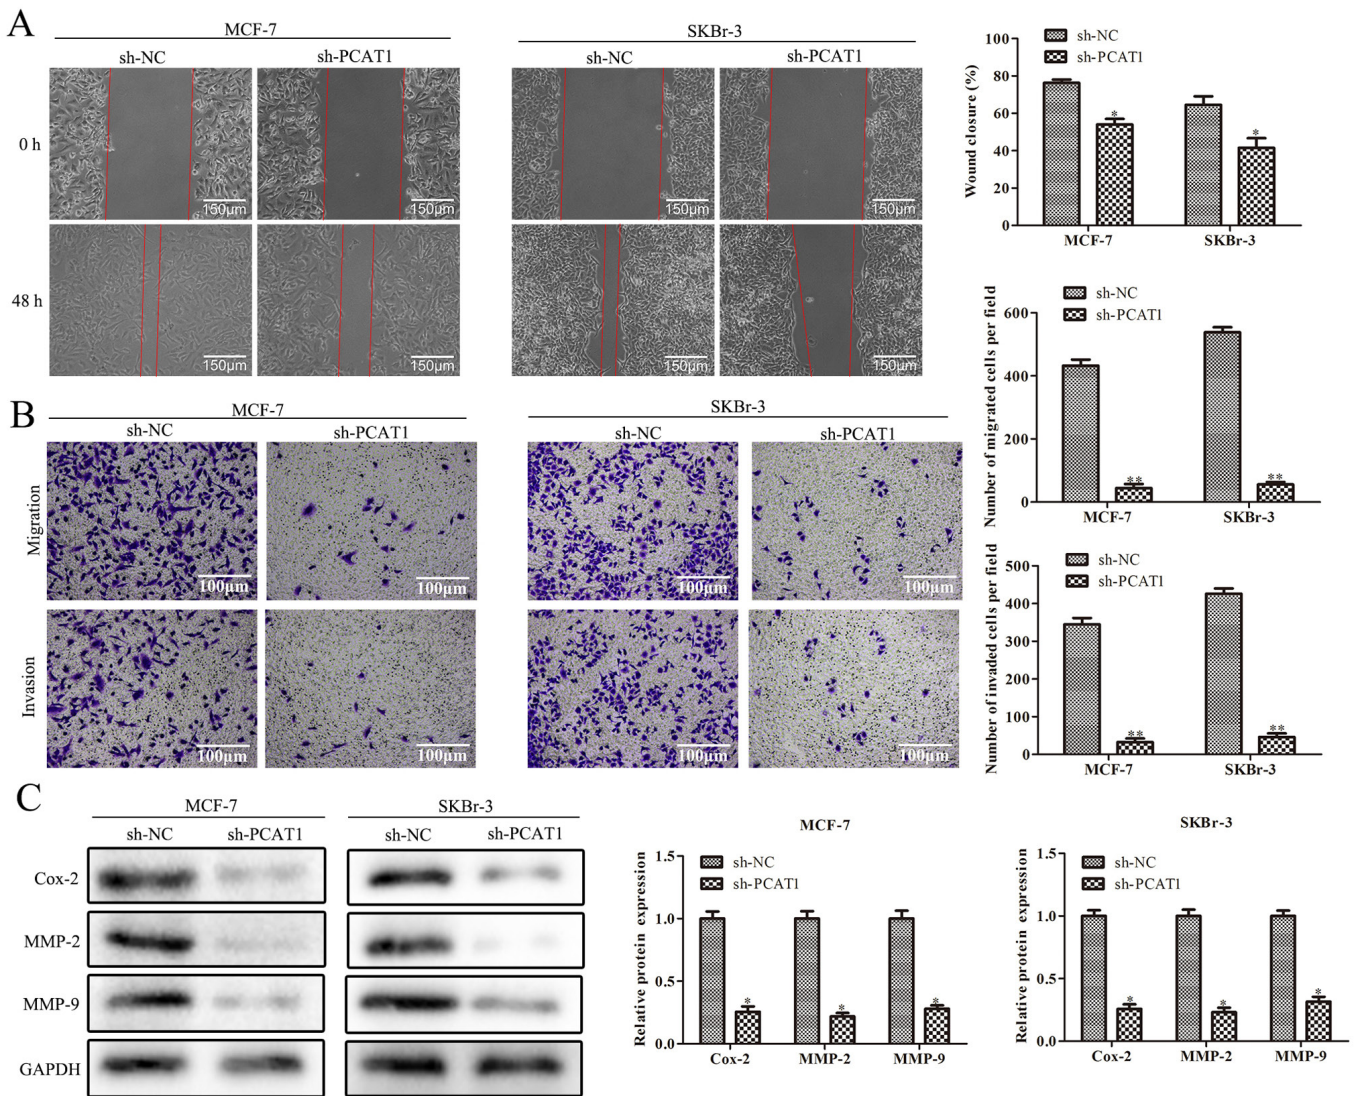 A
MCF-7
sh-NC sh-PCAT1
SKBr-3
sh-NC sh-PCAT1
0 h
150μm 150μm 150μm 150μm
48 h
150μm 150μm 150μm 150μm
sh-NC
sh-PCAT1
Wound closure (%)
100
80
60
40
20
0
* *
MCF-7 SKBr-3
B
MCF-7
sh-NC sh-PCAT1
SKBr-3
sh-NC sh-PCAT1
Migration
100μm 100μm 100μm 100μm
Invasion
100μm 100μm 100μm 100μm
sh-NC
sh-PCAT1
Number of migrated cells per field
600
400
200
0
** **
MCF-7 SKBr-3
sh-NC
sh-PCAT1
Number of invaded cells per field
500
400
300
200
100
0
** **
MCF-7 SKBr-3
C
MCF-7
sh-NC sh-PCAT1
SKBr-3
sh-NC sh-PCAT1
Cox-2
MMP-2
MMP-9
GAPDH
MCF-7
sh-NC
sh-PCAT1
Relative protein expression
1.5
1.0
0.5
0.0
* * *
Cox-2 MMP-2 MMP-9
SKBr-3
sh-NC
sh-PCAT1
Relative protein expression
1.5
1.0
0.5
0.0
* * *
Cox-2 MMP-2 MMP-9